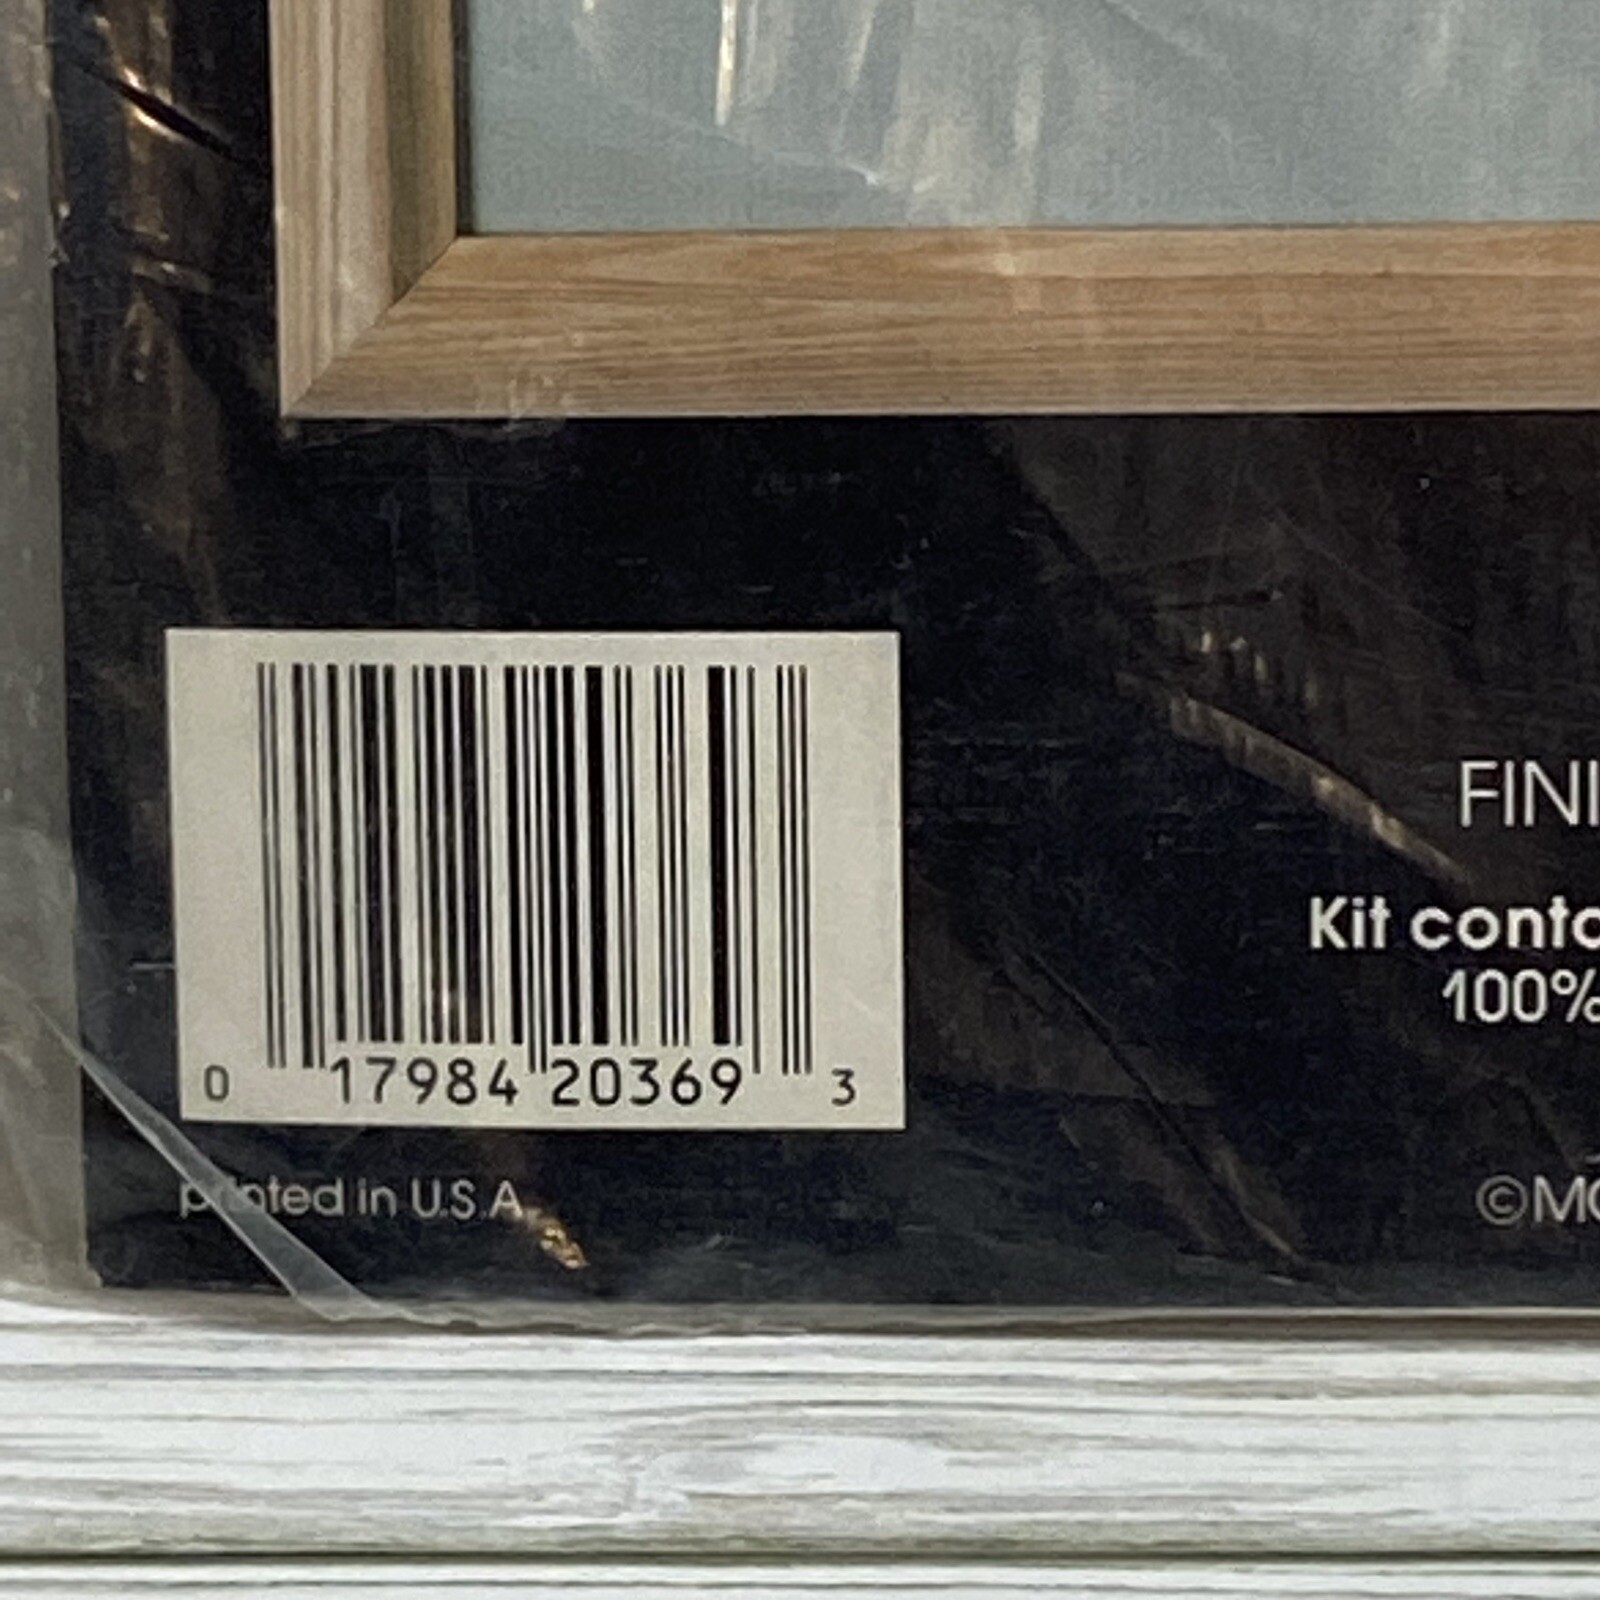 FINI
Kit conta
100%
0 17984 20369 3
printed in U.S.A.
©MC